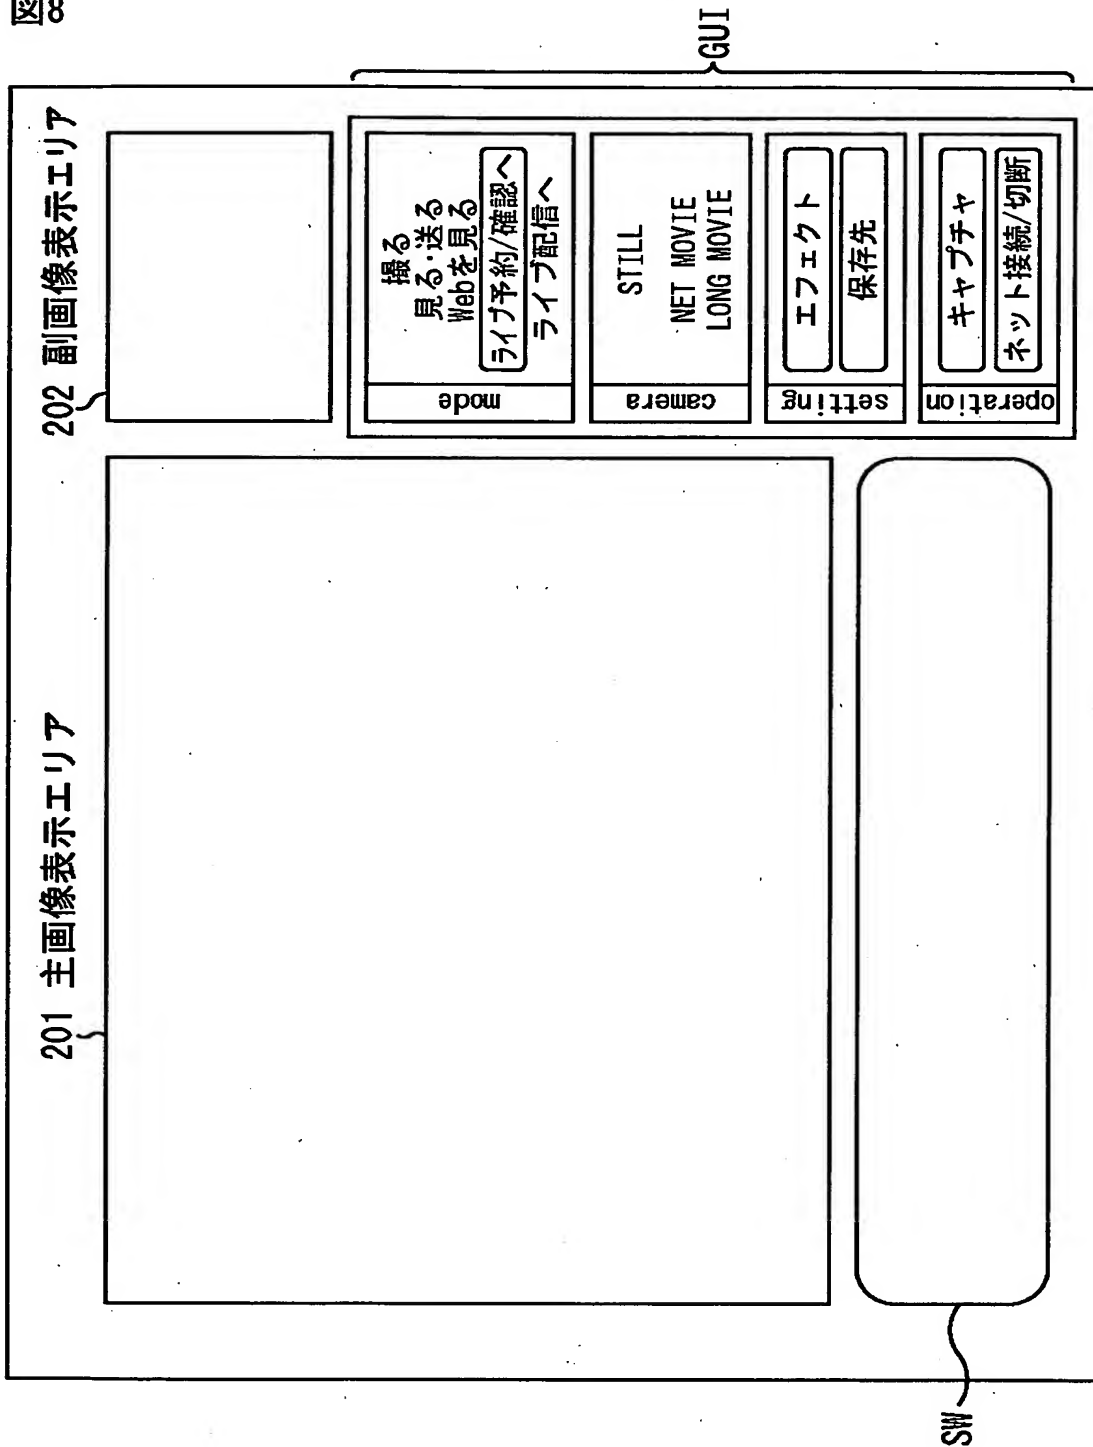 図8
201 主画像表示エリア
202 副画像表示エリア
mode
撮る
見る・送る
Webを見る
ライブ予約/確認へ
ライブ配信へ
camera
STILL
NET MOVIE
LONG MOVIE
setting
エフェクト
保存先
operation
キャプチャ
ネット接続/切断
GUI
SW